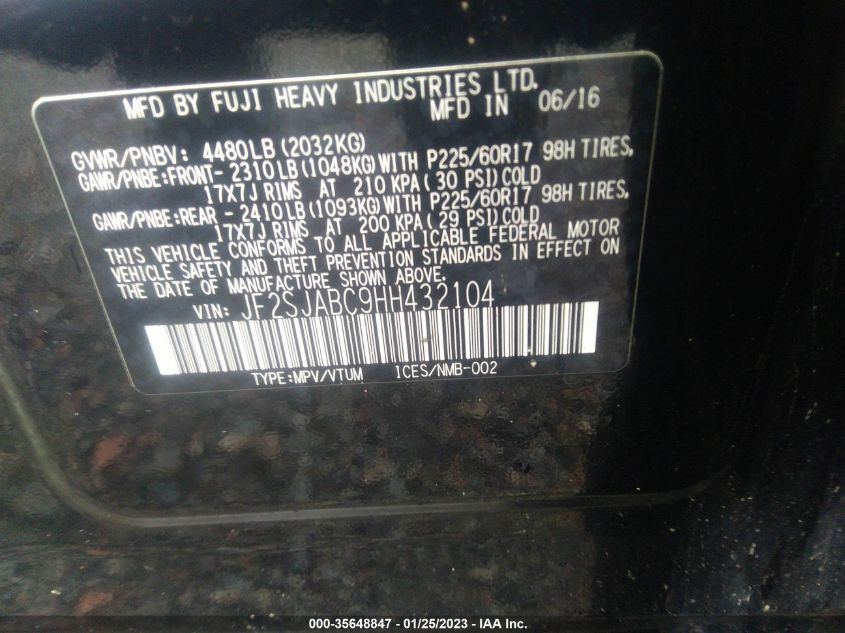 MFD BY FUJI HEAVY INDUSTRIES LTD.
MFD IN 06/16
GVWR/PNBV: 4480LB(2032KG)
GAWR/PNBE:FRONT- 2310LB(1048KG)WITH P225/60R17 98H TIRES,
17X7J RIMS AT 210 KPA( 30 PSI)COLD
GAWR/PNBE:REAR - 2410LB(1093KG)WITH P225/60R17 98H TIRES,
17X7J RIMS AT 200 KPA( 29 PSI)COLD
THIS VEHICLE CONFORMS TO ALL APPLICABLE FEDERAL MOTOR
VEHICLE SAFETY AND THEFT PREVENTION STANDARDS IN EFFECT ON
THE DATE OF MANUFACTURE SHOWN ABOVE.
VIN: JF2SJABC9HH432104
TYPE:MPV/VTUM ICES/NMB-002
000-35648847 - 01/25/2023 - IAA Inc.